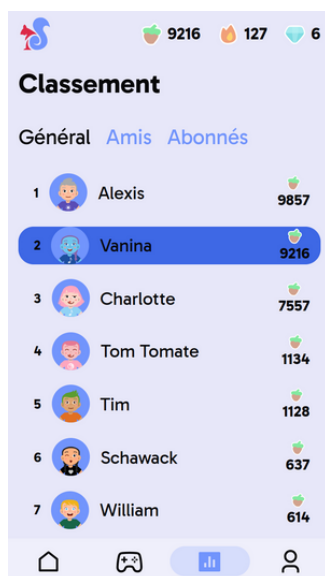 9216 127 6
Classement
Général Amis Abonnés
1 Alexis 9857
2 Vanina 9216
3 Charlotte 7557
4 Tom Tomate 1134
5 Tim 1128
6 Schawack 637
7 William 614